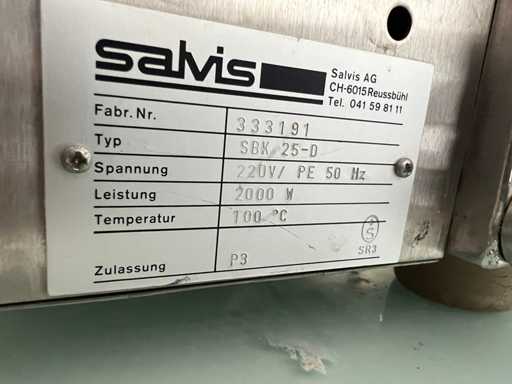 salvis
Salvis AG
CH-6015 Reussbühl
Tel. 041 59 81 11
Fabr. Nr. 333191
Typ SBK 25-D
Spannung 220V/ PE 50 Hz
Leistung 2000 W
Temperatur 100 °C
S
SR3
Zulassung P3